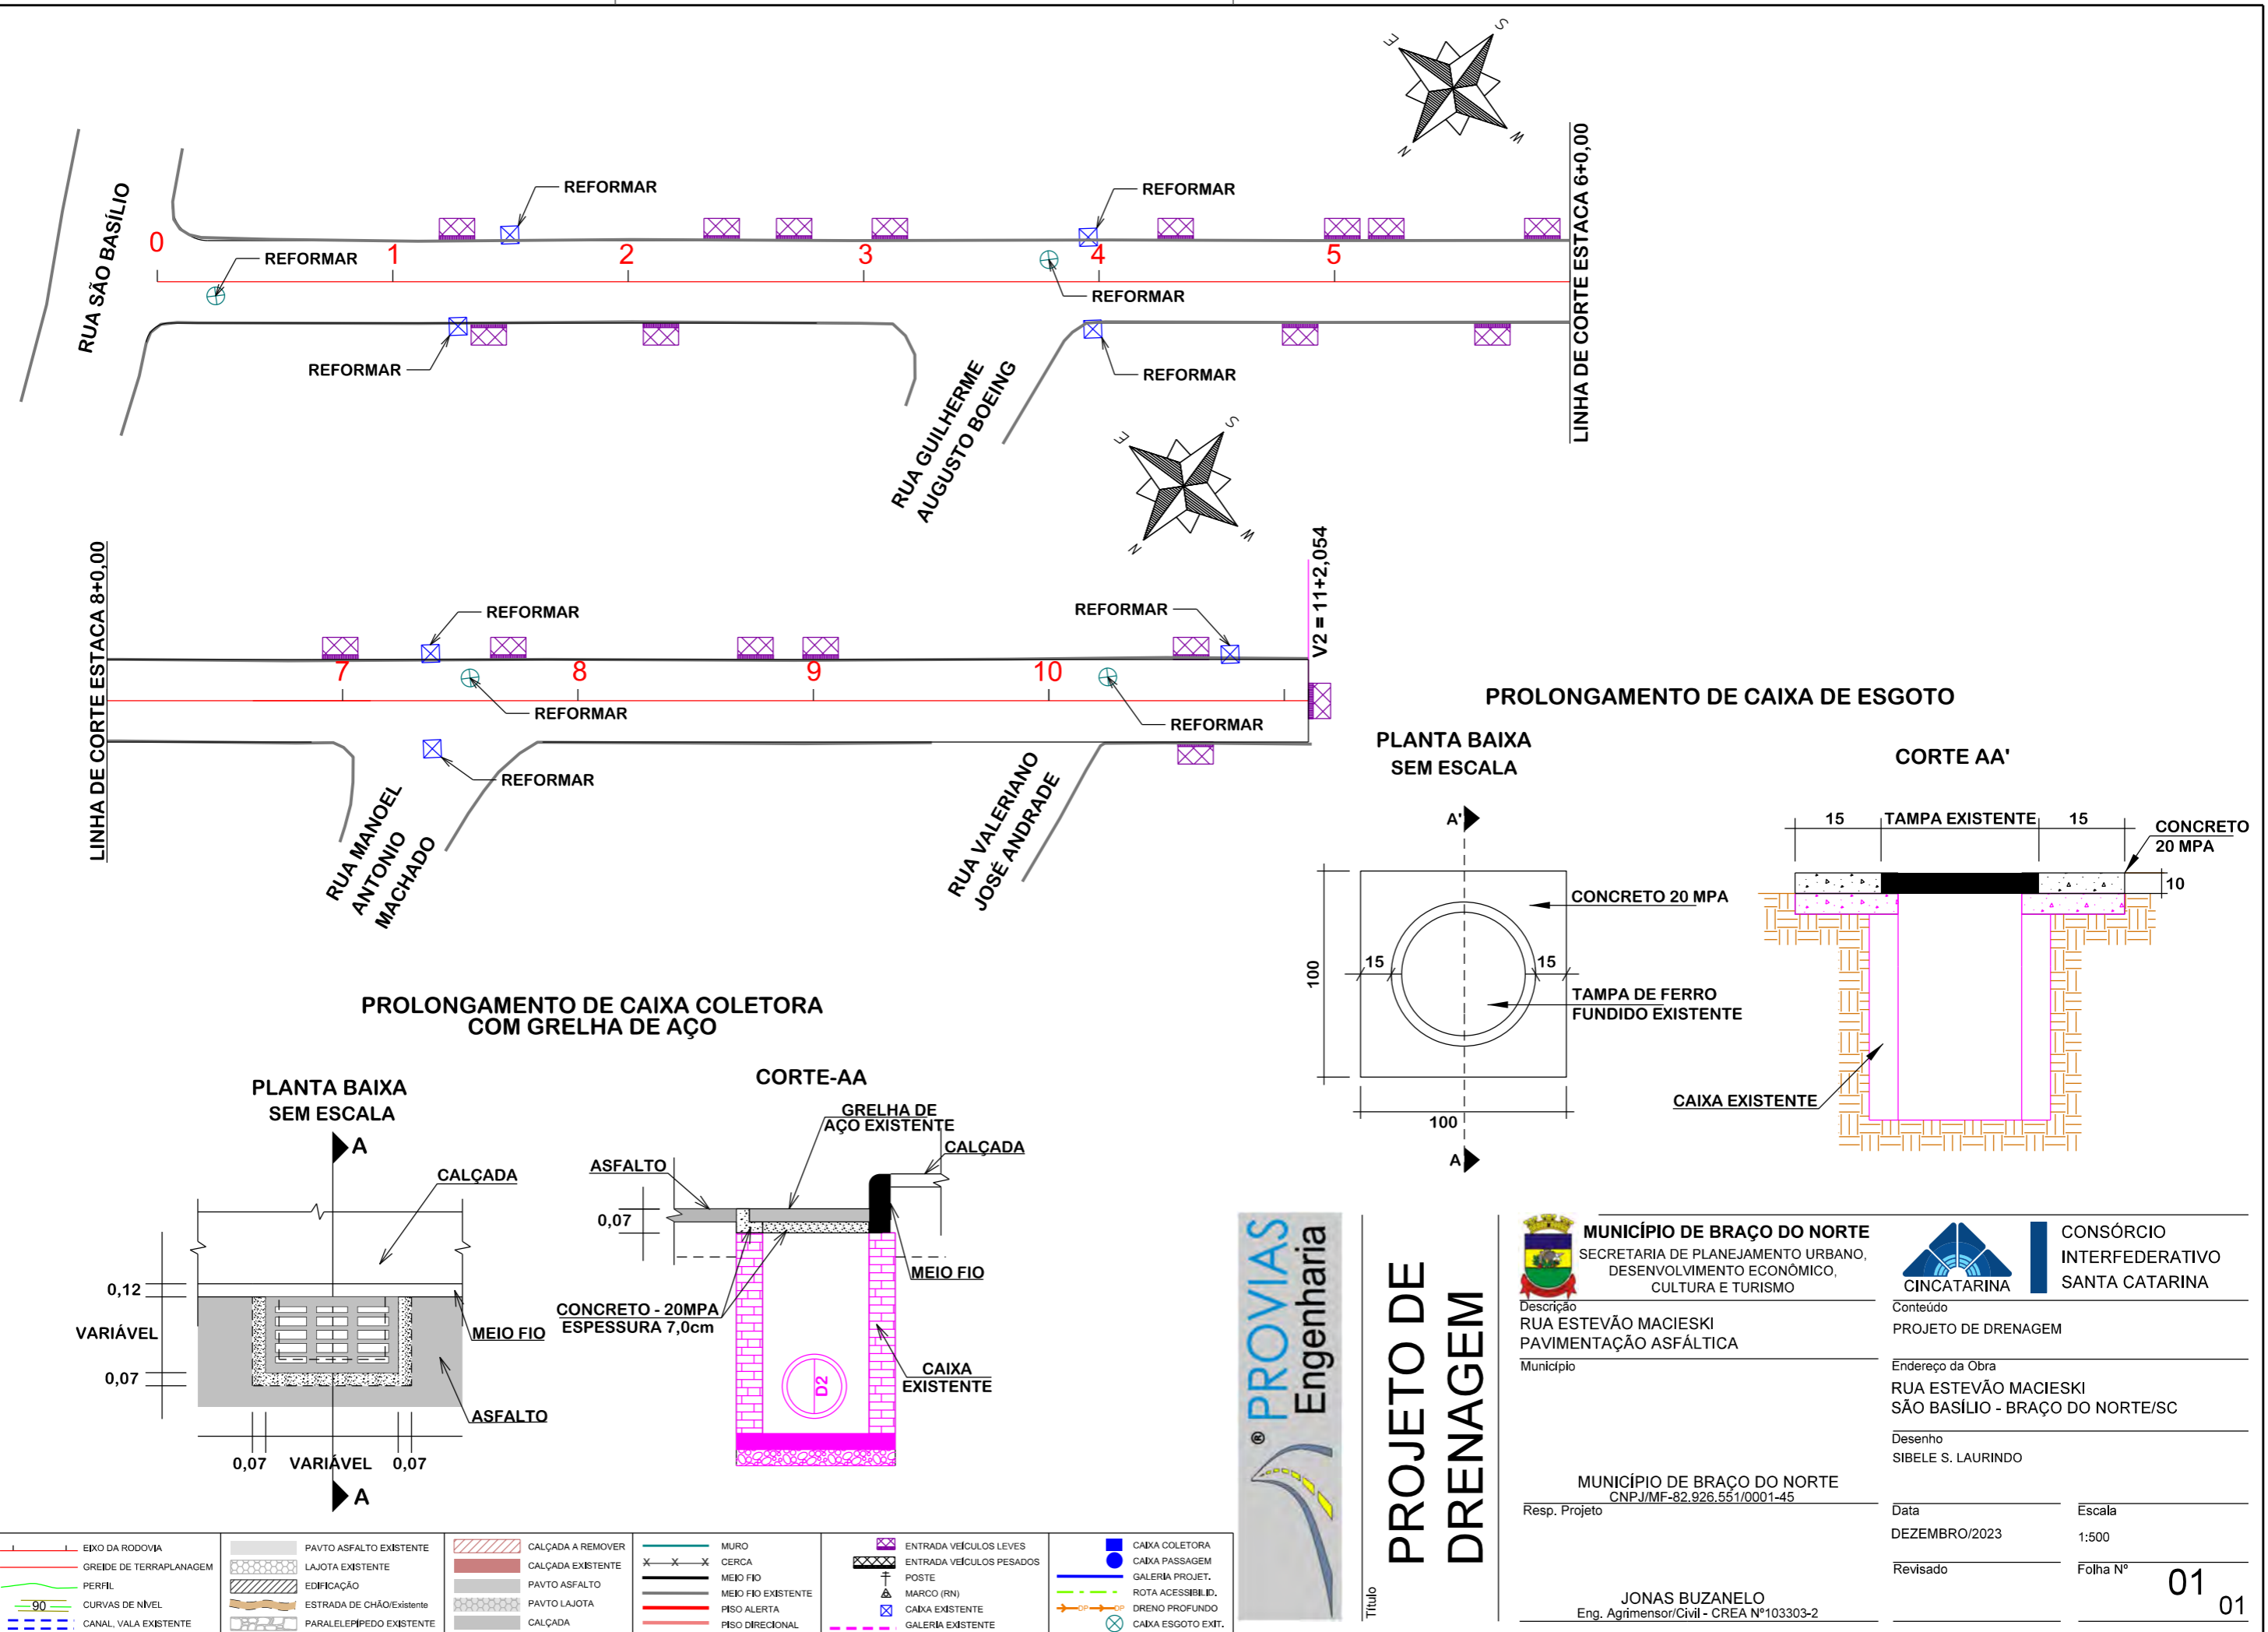 S
E
W
N
LINHA DE CORTE ESTACA 6+0,00
RUA SÃO BASÍLIO
REFORMAR
REFORMAR
REFORMAR
REFORMAR
REFORMAR
REFORMAR
0
1
2
3
4
5
RUA GUILHERME
AUGUSTO BOEING
S
E
W
N
LINHA DE CORTE ESTACA 8+0,00
V2 = 11+2,054
REFORMAR
REFORMAR
REFORMAR
REFORMAR
REFORMAR
7
8
9
10
RUA MANOEL
ANTONIO
MACHADO
RUA VALERIANO
JOSÉ ANDRADE
PROLONGAMENTO DE CAIXA DE ESGOTO
PLANTA BAIXA
SEM ESCALA
A'
CONCRETO 20 MPA
15
15
100
TAMPA DE FERRO
FUNDIDO EXISTENTE
100
A
CORTE AA'
15
TAMPA EXISTENTE
15
CONCRETO
20 MPA
10
CAIXA EXISTENTE
PROLONGAMENTO DE CAIXA COLETORA
COM GRELHA DE AÇO
PLANTA BAIXA
SEM ESCALA
A
CALÇADA
0,12
VARIÁVEL
MEIO FIO
0,07
ASFALTO
0,07
VARIÁVEL
0,07
A
CORTE-AA
GRELHA DE
AÇO EXISTENTE
CALÇADA
ASFALTO
0,07
MEIO FIO
CONCRETO - 20MPA
ESPESSURA 7,0cm
CAIXA
EXISTENTE
D2
EIXO DA RODOVIA
GREIDE DE TERRAPLANAGEM
PERFIL
90
CURVAS DE NÍVEL
CANAL, VALA EXISTENTE
PAVTO ASFALTO EXISTENTE
LAJOTA EXISTENTE
EDIFICAÇÃO
ESTRADA DE CHÃO/Existente
PARALELEPÍPEDO EXISTENTE
CALÇADA A REMOVER
CALÇADA EXISTENTE
PAVTO ASFALTO
PAVTO LAJOTA
CALÇADA
MURO
X X X
CERCA
MEIO FIO
MEIO FIO EXISTENTE
PISO ALERTA
PISO DIRECIONAL
ENTRADA VEÍCULOS LEVES
ENTRADA VEÍCULOS PESADOS
POSTE
MARCO (RN)
CAIXA EXISTENTE
GALERIA EXISTENTE
CAIXA COLETORA
CAIXA PASSAGEM
GALERIA PROJET.
ROTA ACESSIBILID.
DP DP
DRENO PROFUNDO
CAIXA ESGOTO EXIT.
PROVIAS
Engenharia
®
Título
PROJETO DE
DRENAGEM
MUNICÍPIO DE BRAÇO DO NORTE
SECRETARIA DE PLANEJAMENTO URBANO,
DESENVOLVIMENTO ECONÔMICO,
CULTURA E TURISMO
CINCATARINA
CONSÓRCIO
INTERFEDERATIVO
SANTA CATARINA
Descrição
RUA ESTEVÃO MACIESKI
PAVIMENTAÇÃO ASFÁLTICA
Conteúdo
PROJETO DE DRENAGEM
Município
MUNICÍPIO DE BRAÇO DO NORTE
CNPJ/MF-82.926.551/0001-45
Endereço da Obra
RUA ESTEVÃO MACIESKI
SÃO BASÍLIO - BRAÇO DO NORTE/SC
Desenho
SIBELE S. LAURINDO
Resp. Projeto
JONAS BUZANELO
Eng. Agrimensor/Civil - CREA Nº103303-2
Data
DEZEMBRO/2023
Escala
1:500
Revisado
Folha Nº
01
01